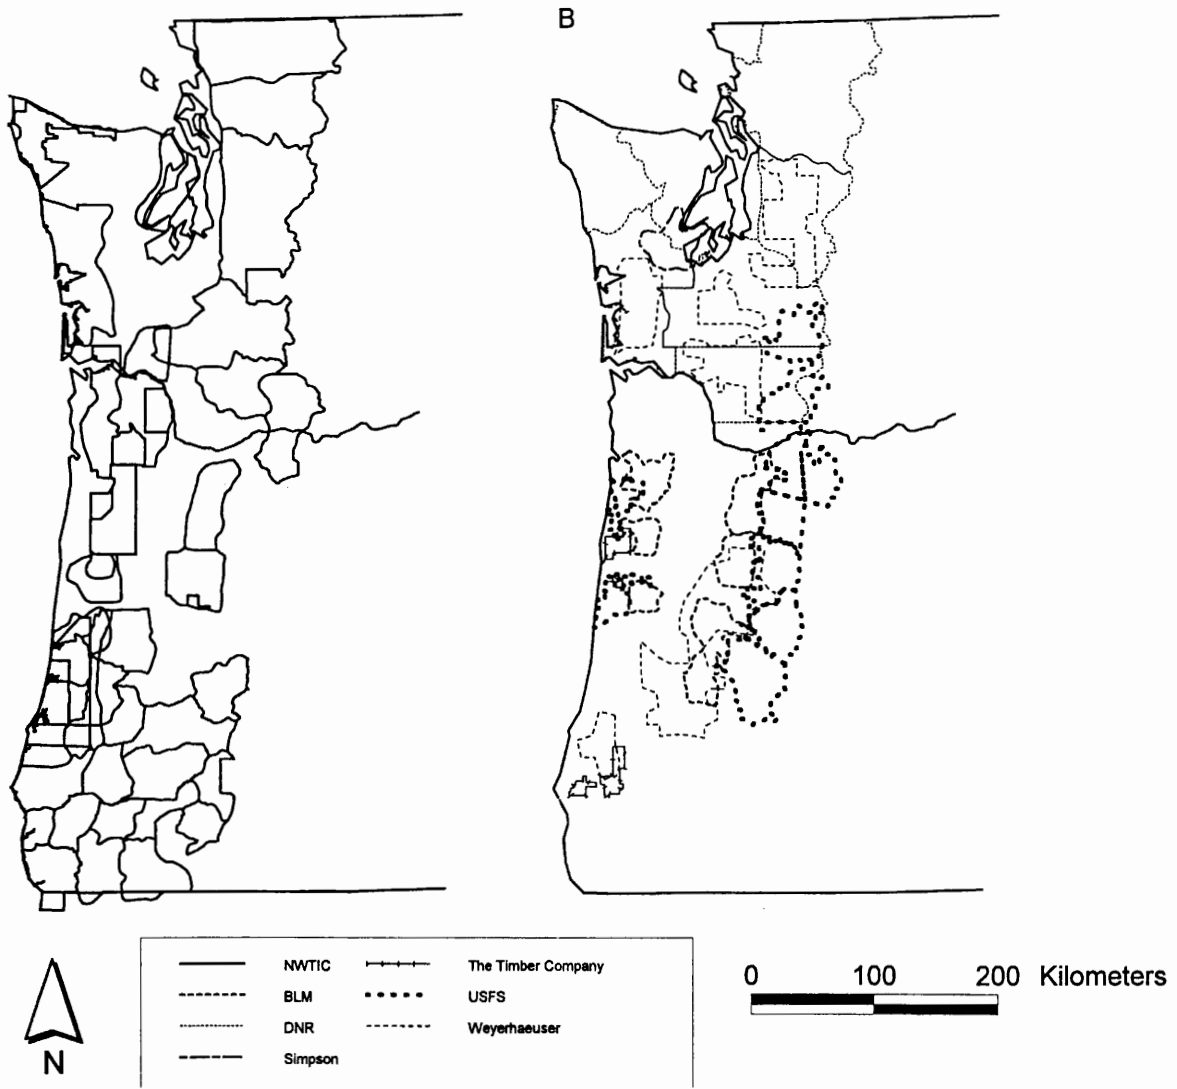 B
NWTIC
The Timber Company
BLM
USFS
DNR
Weyerhaeuser
Simpson
N
0 100 200 Kilometers